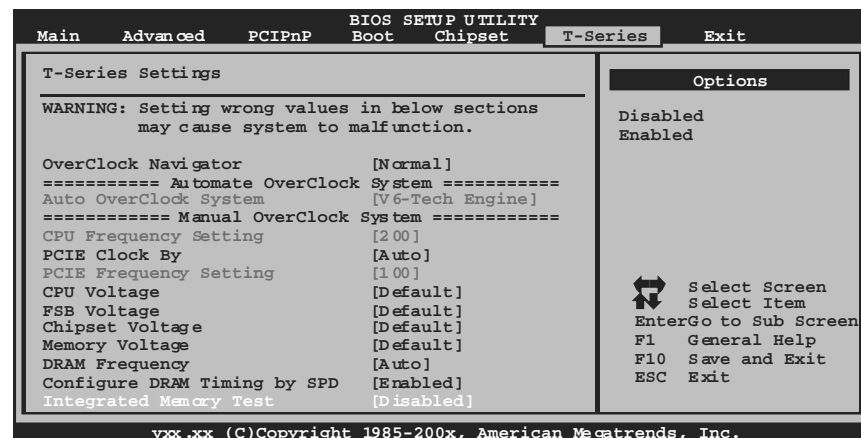 BIOS SETUP UTILITY
Main Advanced PCIPnP Boot Chipset T-Series Exit
T-Series Settings
WARNING: Setting wrong values in below sections
may cause system to malfunction.
OverClock Navigator [Normal]
=========== Automate OverClock System ===========
Auto OverClock System [V6-Tech Engine]
============ Manual OverClock System ============
CPU Frequency Setting [200]
PCIE Clock By [Auto]
PCIE Frequency Setting [100]
CPU Voltage [Default]
FSB Voltage [Default]
Chipset Voltage [Default]
Memory Voltage [Default]
DRAM Frequency [Auto]
Configure DRAM Timing by SPD [Enabled]
Integrated Memory Test [Disabled]
Options
Disabled
Enabled
Select Screen
Select Item
EnterGo to Sub Screen
F1 General Help
F10 Save and Exit
ESC Exit
vxx.xx (C)Copyright 1985-200x, American Megatrends, Inc.